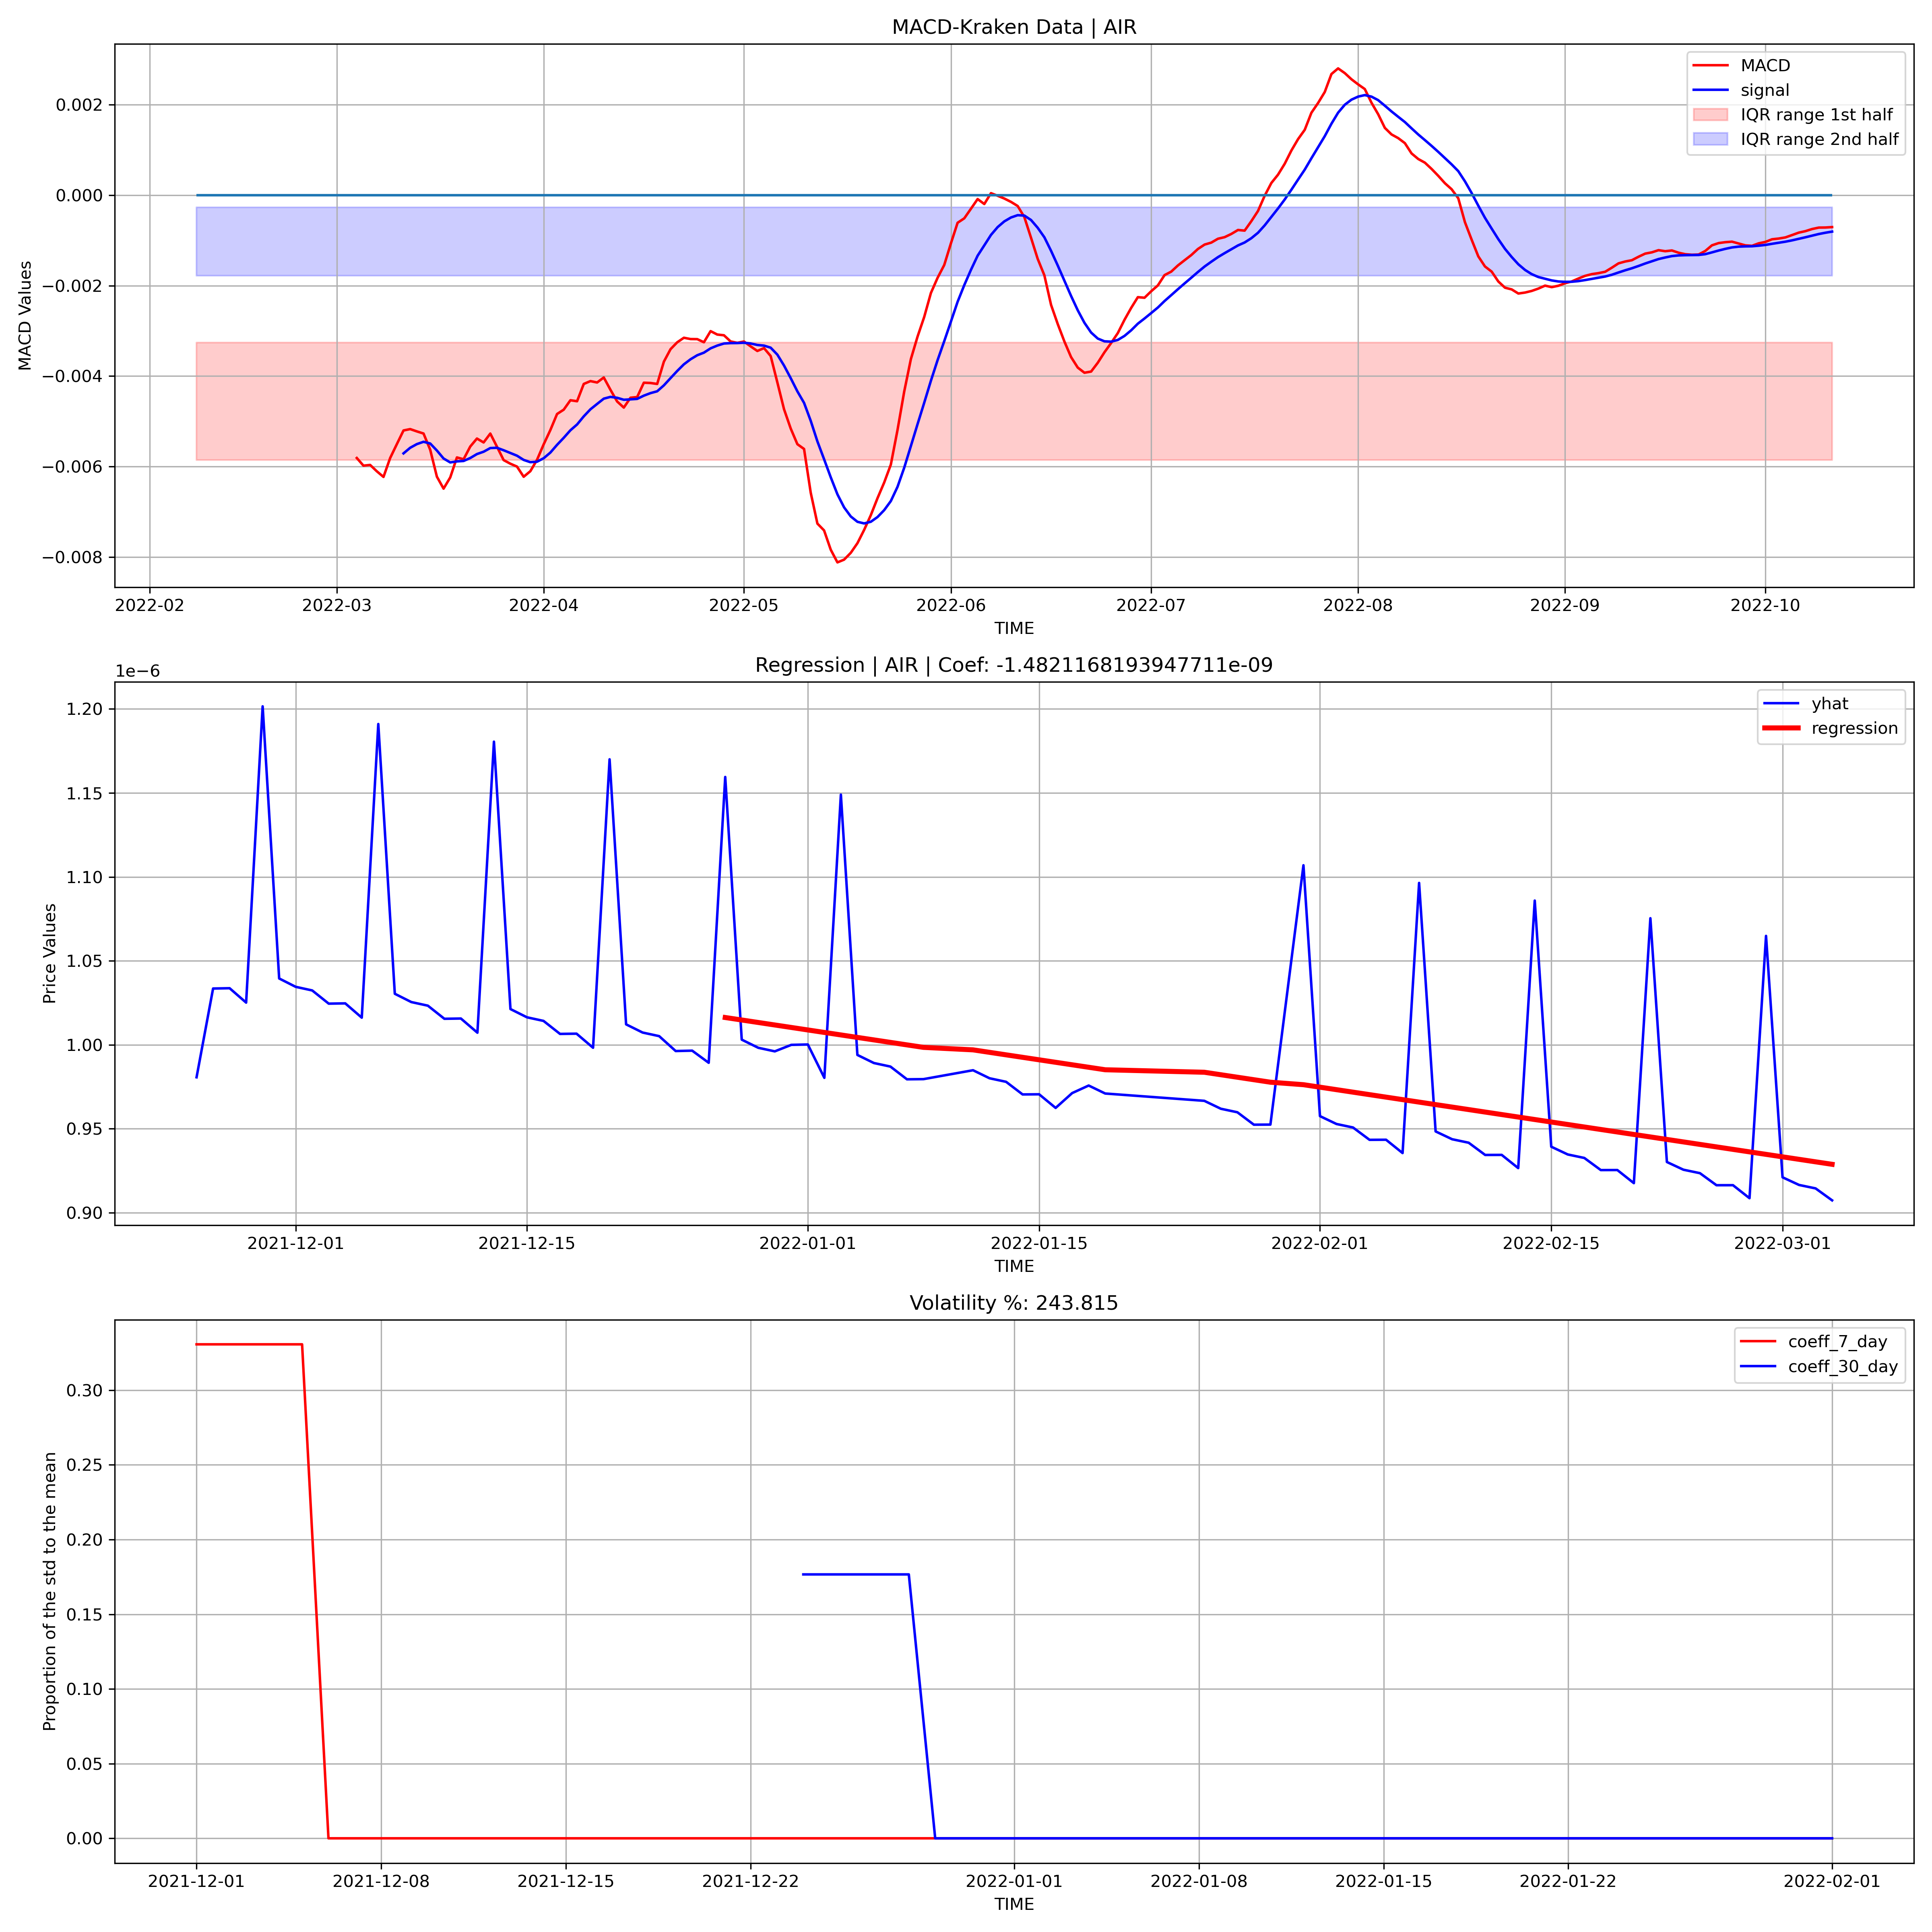 MACD-Kraken Data | AIR
MACD
signal
IQR range 1st half
IQR range 2nd half
MACD Values
0.002
0.000
−0.002
−0.004
−0.006
−0.008
2022-02 2022-03 2022-04 2022-05 2022-06 2022-07 2022-08 2022-09 2022-10
TIME
Regression | AIR | Coef: -1.4821168193947711e-09
1e−6
yhat
regression
Price Values
1.20
1.15
1.10
1.05
1.00
0.95
0.90
2021-12-01 2021-12-15 2022-01-01 2022-01-15 2022-02-01 2022-02-15 2022-03-01
TIME
Volatility %: 243.815
coeff_7_day
coeff_30_day
Proportion of the std to the mean
0.30
0.25
0.20
0.15
0.10
0.05
0.00
2021-12-01 2021-12-08 2021-12-15 2021-12-22 2022-01-01 2022-01-08 2022-01-15 2022-01-22 2022-02-01
TIME